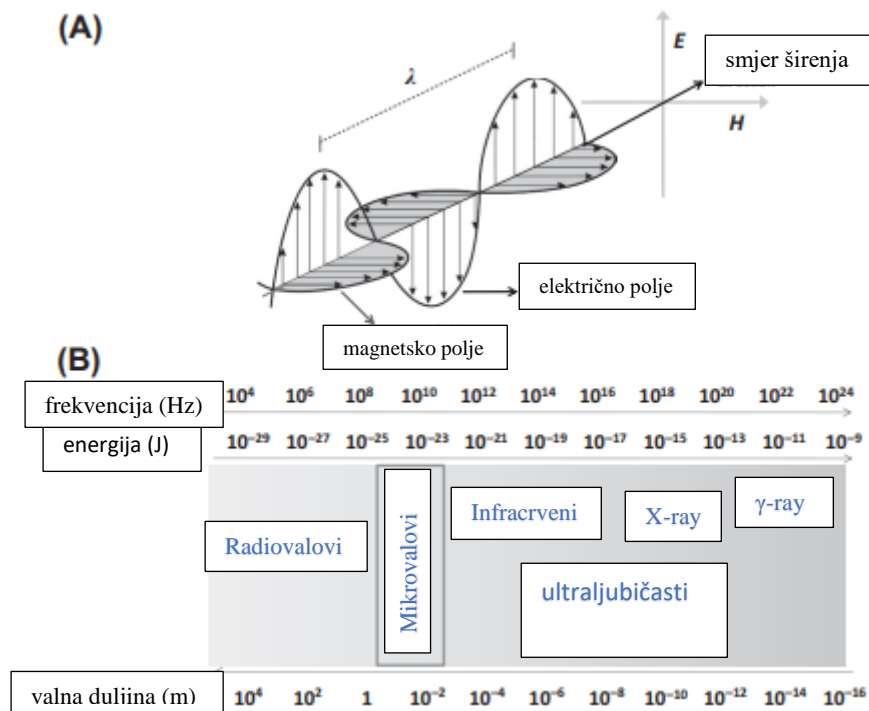 (A)
E
smjer širenja
λ
H
električno polje
magnetsko polje
(B)
frekvencija (Hz) 10⁴ 10⁶ 10⁸ 10¹⁰ 10¹² 10¹⁴ 10¹⁶ 10¹⁸ 10²⁰ 10²² 10²⁴
energija (J) 10⁻²⁹ 10⁻²⁷ 10⁻²⁵ 10⁻²³ 10⁻²¹ 10⁻¹⁹ 10⁻¹⁷ 10⁻¹⁵ 10⁻¹³ 10⁻¹¹ 10⁻⁹
Radiovalovi
Mikrovalovi
Infracrveni
X-ray
γ-ray
ultraljubičasti
valna duljina (m) 10⁴ 10² 1 10⁻² 10⁻⁴ 10⁻⁶ 10⁻⁸ 10⁻¹⁰ 10⁻¹² 10⁻¹⁴ 10⁻¹⁶